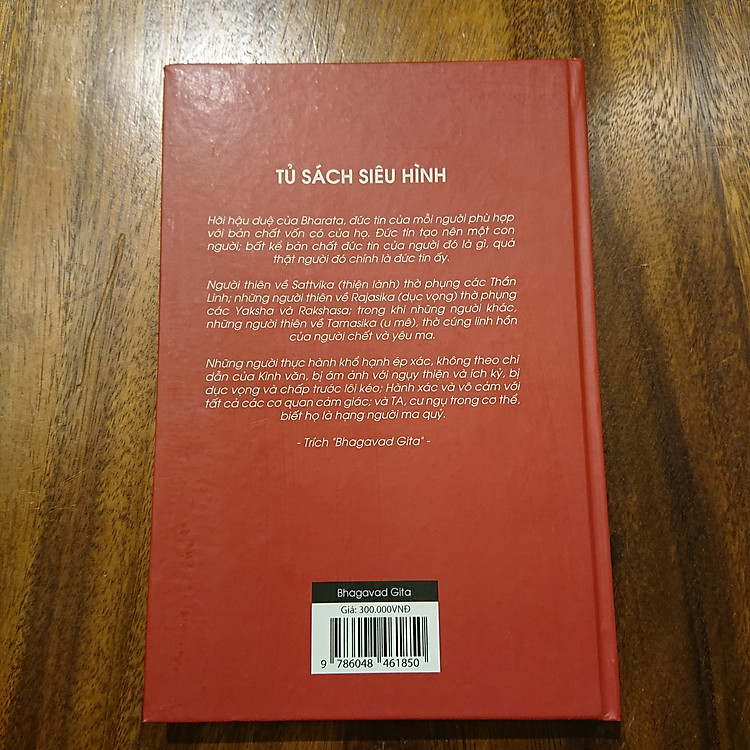 TỦ SÁCH SIÊU HÌNH
Hời hậu duệ của Bharata, đức tin của mỗi người phù hợp
với bản chất vốn có của họ. Đức tin tạo nên một con
người; bất kể bản chất đức tin của người đó là gì, quả
thật người đó chính là đức tin ấy.
Người thiên về Sattvika (thiện lành) thờ phụng các Thần
Linh; những người thiên về Rajasika (dục vọng) thờ phụng
các Yaksha và Rakshasa; trong khi những người khác,
những người thiên về Tamasika (u mê), thờ cúng linh hồn
của người chết và yêu ma.
Những người thực hành khổ hạnh ép xác, không theo chỉ
dẫn của Kinh văn, bị ám ảnh với ngụy thiện và ích kỷ, bị
dục vọng và chấp trước lôi kéo; Hành xác và vô cảm với
tất cả các cơ quan cảm giác; và TA, cư ngụ trong cơ thể,
biết họ là hạng người ma quỷ.
- Trích "Bhagavad Gita" -
Bhagavad Gita
Giá: 300.000VNĐ
9 786048 461850